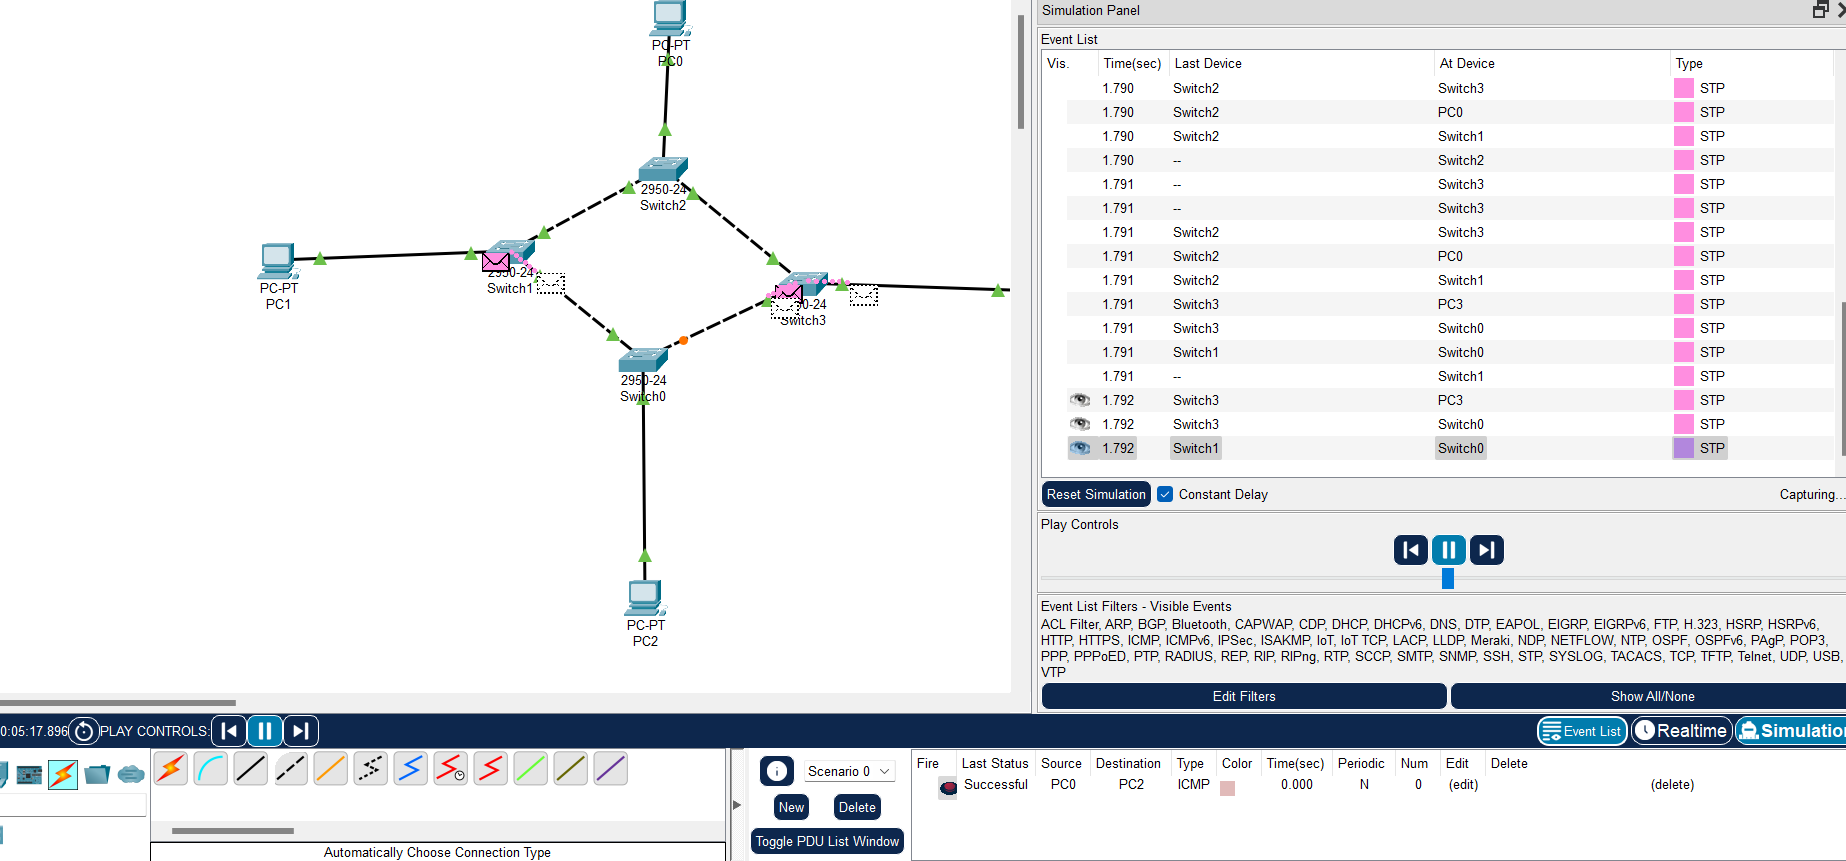 Simulation Panel
Event List
Vis. Time(sec) Last Device At Device Type
1.790 Switch2 Switch3 STP
1.790 Switch2 PC0 STP
1.790 Switch2 Switch1 STP
1.790 -- Switch2 STP
1.791 -- Switch3 STP
1.791 -- Switch3 STP
1.791 Switch2 Switch3 STP
1.791 Switch2 PC0 STP
1.791 Switch2 Switch1 STP
1.791 Switch3 PC3 STP
1.791 Switch3 Switch0 STP
1.791 Switch1 Switch0 STP
1.791 -- Switch1 STP
1.792 Switch3 PC3 STP
1.792 Switch3 Switch0 STP
1.792 Switch1 Switch0 STP
Reset Simulation Constant Delay Capturing...
Play Controls
Event List Filters - Visible Events
ACL Filter, ARP, BGP, Bluetooth, CAPWAP, CDP, DHCP, DHCPv6, DNS, DTP, EAPOL, EIGRP, EIGRPv6, FTP, H.323, HSRP, HSRPv6,
HTTP, HTTPS, ICMP, ICMPv6, IPSec, ISAKMP, IoT, IoT TCP, LACP, LLDP, Meraki, NDP, NETFLOW, NTP, OSPF, OSPFv6, PAgP, POP3,
PPP, PPPoED, PTP, RADIUS, REP, RIP, RIPng, RTP, SCCP, SMTP, SNMP, SSH, STP, SYSLOG, TACACS, TCP, TFTP, Telnet, UDP, USB,
VTP
Edit Filters Show All/None
PC-PT
PC0
2950-24
Switch2
PC-PT
PC1
2950-24
Switch1
0-24
Switch3
2950-24
Switch0
PC-PT
PC2
0:05:17.896 PLAY CONTROLS:
Event List Realtime Simulation
Scenario 0
New Delete
Toggle PDU List Window
Fire Last Status Source Destination Type Color Time(sec) Periodic Num Edit Delete
Successful PC0 PC2 ICMP 0.000 N 0 (edit) (delete)
Automatically Choose Connection Type